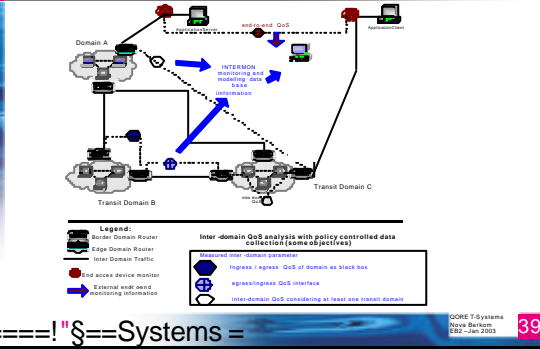 end-to-end QoS
ApplicationServer
ApplicationClient
Domain A
INTERMON
monitoring and
modelling data
base
iinformation
Transit Domain C
Transit Domain B
QoS
Legend:
Border Domain Router
Edge Domain Router
Inter Domain Traffic
End acces device monitor
External end€ eend
monitoring information
Inter -domain QoS analysis with policy controlled data
collection (some objectives)
Measured inter -domain parameter
Ingress / egress QoS of domain as black box
egress/ingress QoS interface
inter-domain QoS considering at least one transit domain
====!"§==Systems =
QORE T-Systems
Nova Berkom
EB2 –Jan 2003
39